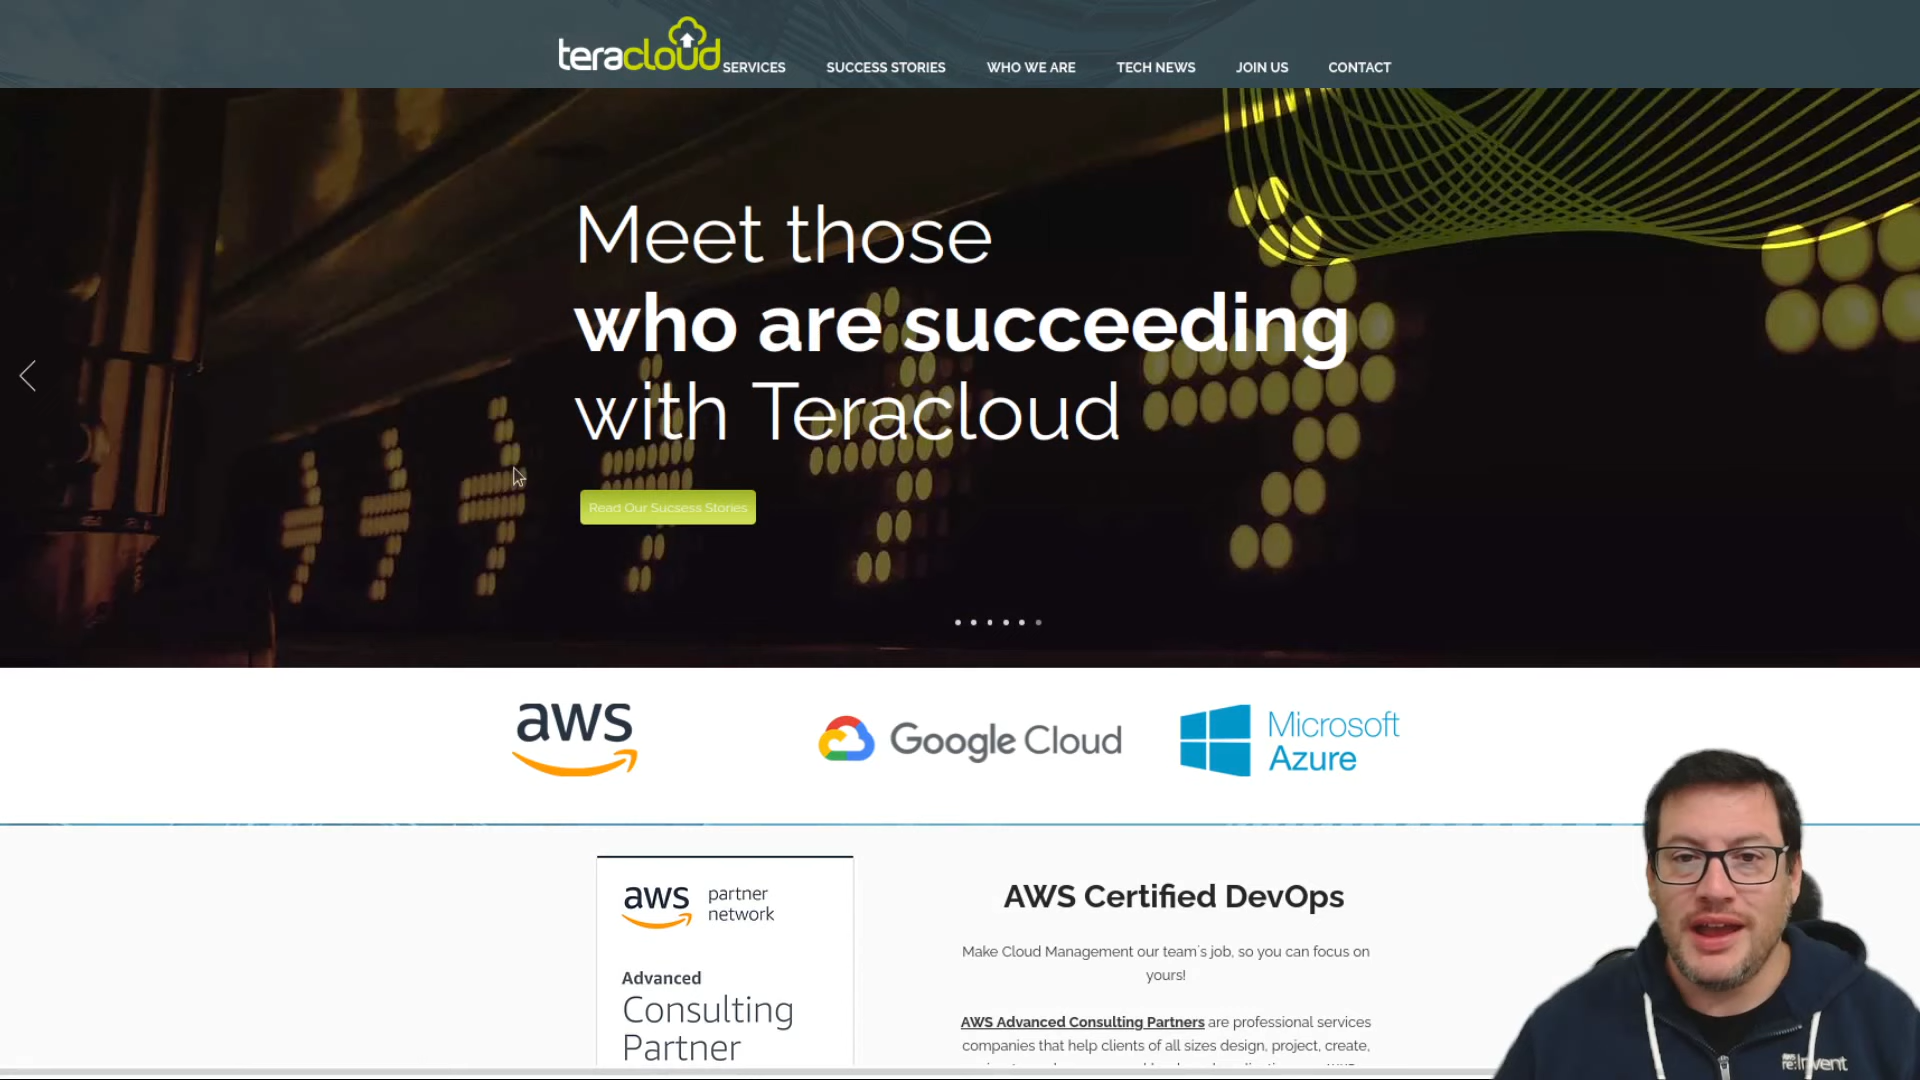 teracloud
SERVICES
SUCCESS STORIES
WHO WE ARE
TECH NEWS
JOIN US
CONTACT
Meet those
who are succeeding
with Teracloud
Read Our Sucsess Stories
aws
Google Cloud
Microsoft
Azure
aws partner
network
Advanced
Consulting
Partner
AWS Certified DevOps
Make Cloud Management our team's job, so you can focus on
yours!
AWS Advanced Consulting Partners are professional services
companies that help clients of all sizes design, project, create,
aws
re:Invent